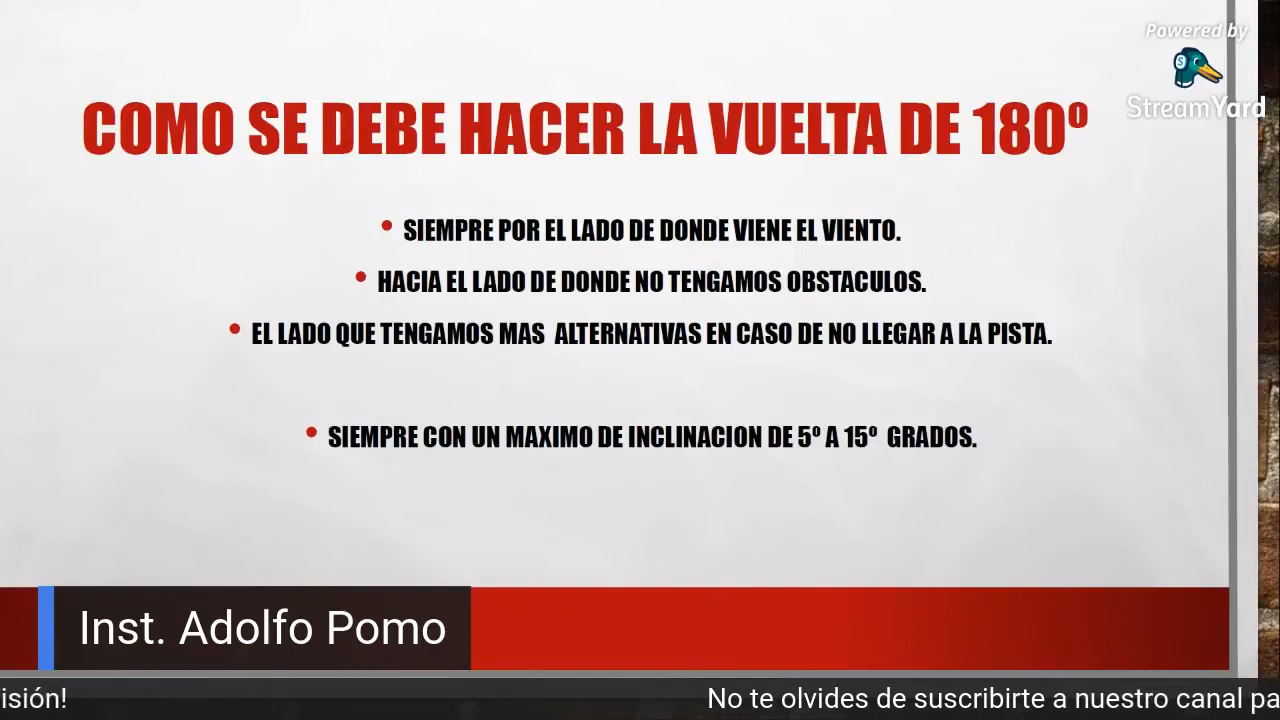 Powered by
StreamYard
COMO SE DEBE HACER LA VUELTA DE 180º
• SIEMPRE POR EL LADO DE DONDE VIENE EL VIENTO.
• HACIA EL LADO DE DONDE NO TENGAMOS OBSTACULOS.
• EL LADO QUE TENGAMOS MAS ALTERNATIVAS EN CASO DE NO LLEGAR A LA PISTA.
• SIEMPRE CON UN MAXIMO DE INCLINACION DE 5º A 15º GRADOS.
Inst. Adolfo Pomo
isión! No te olvides de suscribirte a nuestro canal pa